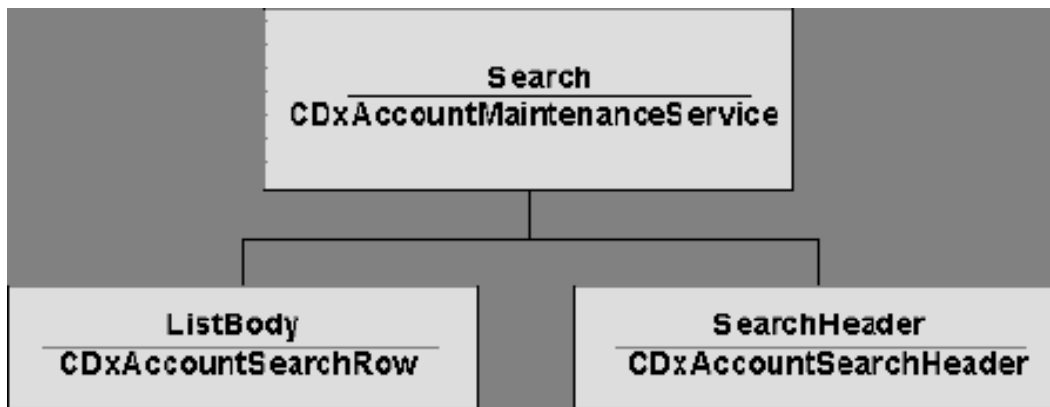 Search
CDxAccountMaintenanceService
ListBody
CDxAccountSearchRow
SearchHeader
CDxAccountSearchHeader